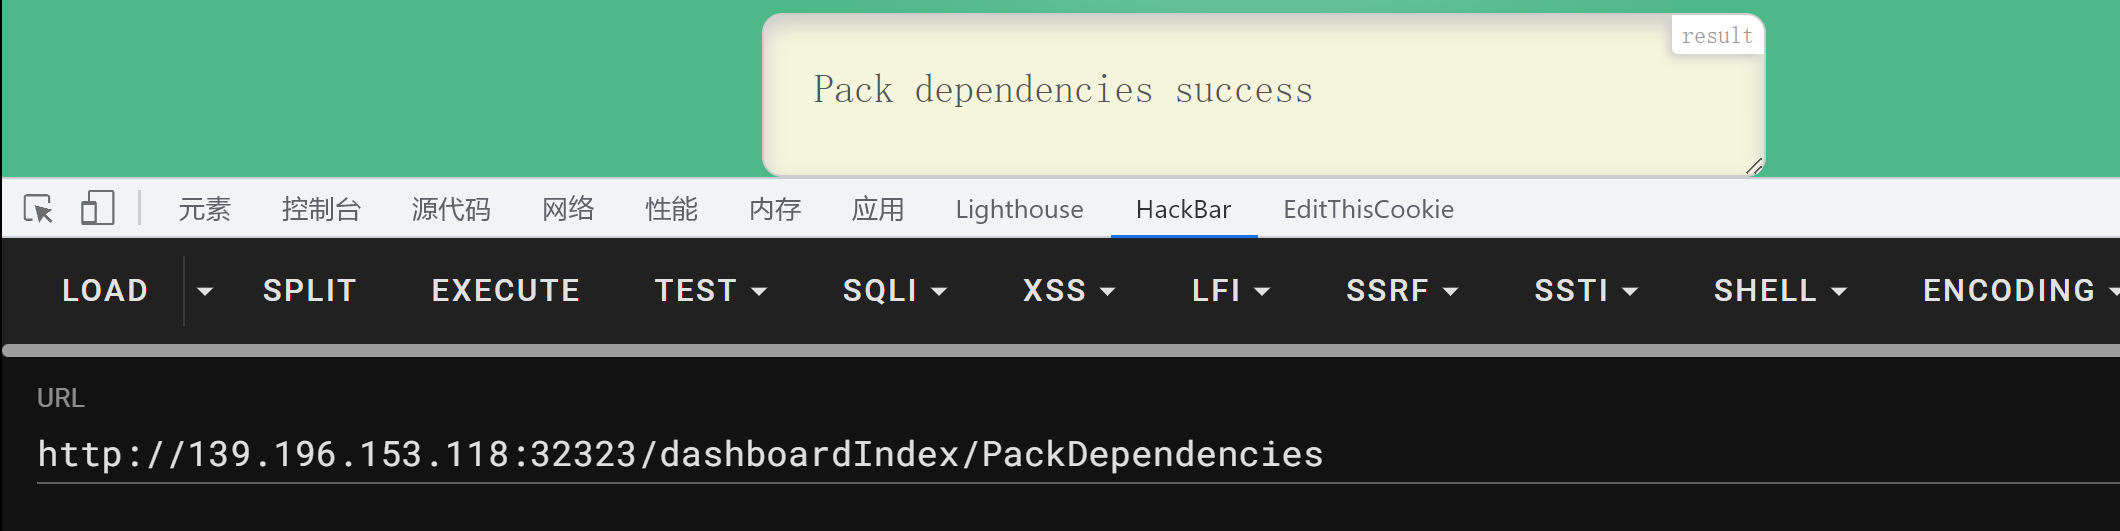 result
Pack dependencies success
元素 控制台 源代码 网络 性能 内存 应用 Lighthouse HackBar EditThisCookie
LOAD SPLIT EXECUTE TEST SQLI XSS LFI SSRF SSTI SHELL ENCODING
URL
http://139.196.153.118:32323/dashboardIndex/PackDependencies